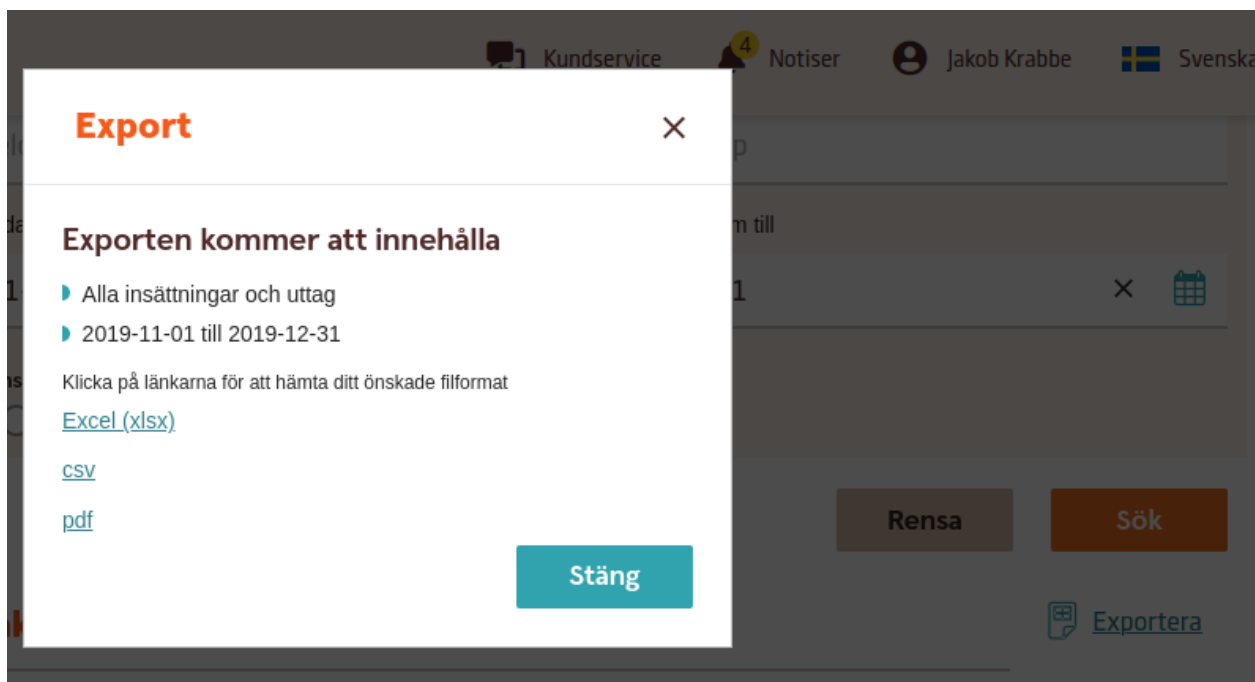 Kundservice
4
Notiser
Jakob Krabbe
Svenska
Export
m till
1
Exporten kommer att innehålla
Alla insättningar och uttag
2019-11-01 till 2019-12-31
Klicka på länkarna för att hämta ditt önskade filformat
Excel (xlsx)
csv
pdf
Rensa
Sök
Stäng
Exportera